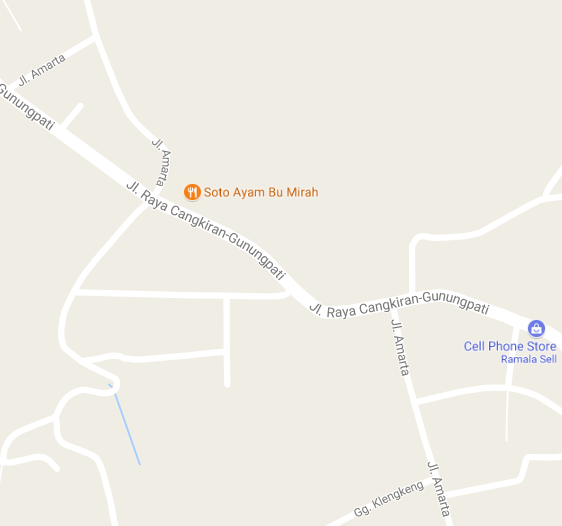 Jl. Amarta
Gunungpati
Jl. Amarta
Soto Ayam Bu Mirah
Jl. Raya Cangkiran-Gunungpati
Jl. Raya Cangkiran-Gunungpati
Jl. Amarta
Cell Phone Store
Ramala Sell
Jl. Amarta
Gg. Klengkeng